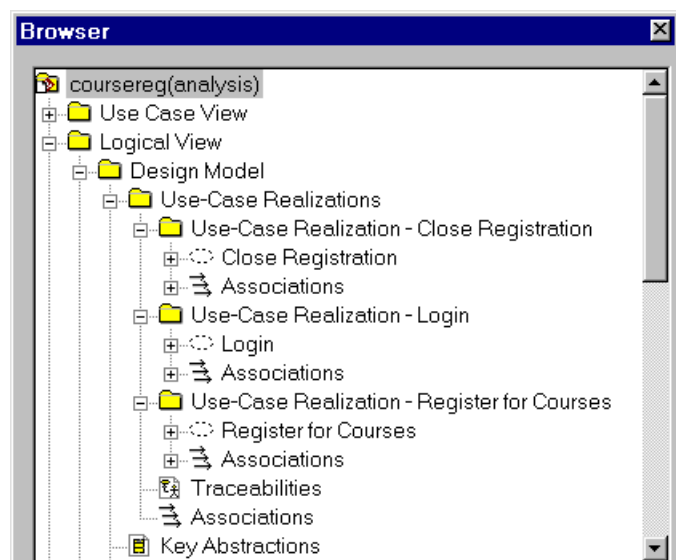 Browser
coursereg(analysis)
Use Case View
Logical View
Design Model
Use-Case Realizations
Use-Case Realization - Close Registration
Close Registration
Associations
Use-Case Realization - Login
Login
Associations
Use-Case Realization - Register for Courses
Register for Courses
Associations
Traceabilities
Associations
Key Abstractions